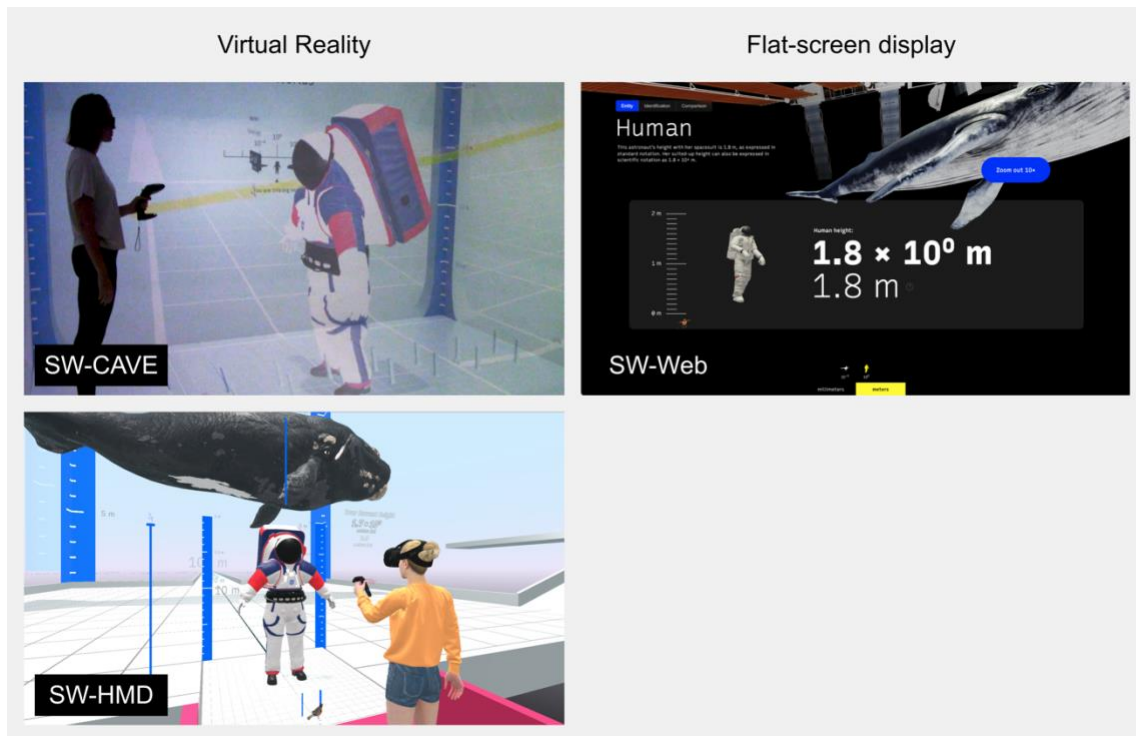 Virtual Reality
Flat-screen display
SW-CAVE
Entity
Identification
Comparison
Human
This astronaut's height with her spacesuit is 1.8 m, as expressed in
standard notation. Her suited-up height can also be expressed in
scientific notation as 1.8 × 10⁰ m.
Zoom out 10×
2 m
1 m
0 m
Human height:
1.8 × 10⁰ m
1.8 m
SW-Web
millimeters
meters
5 m
10 m
SW-HMD